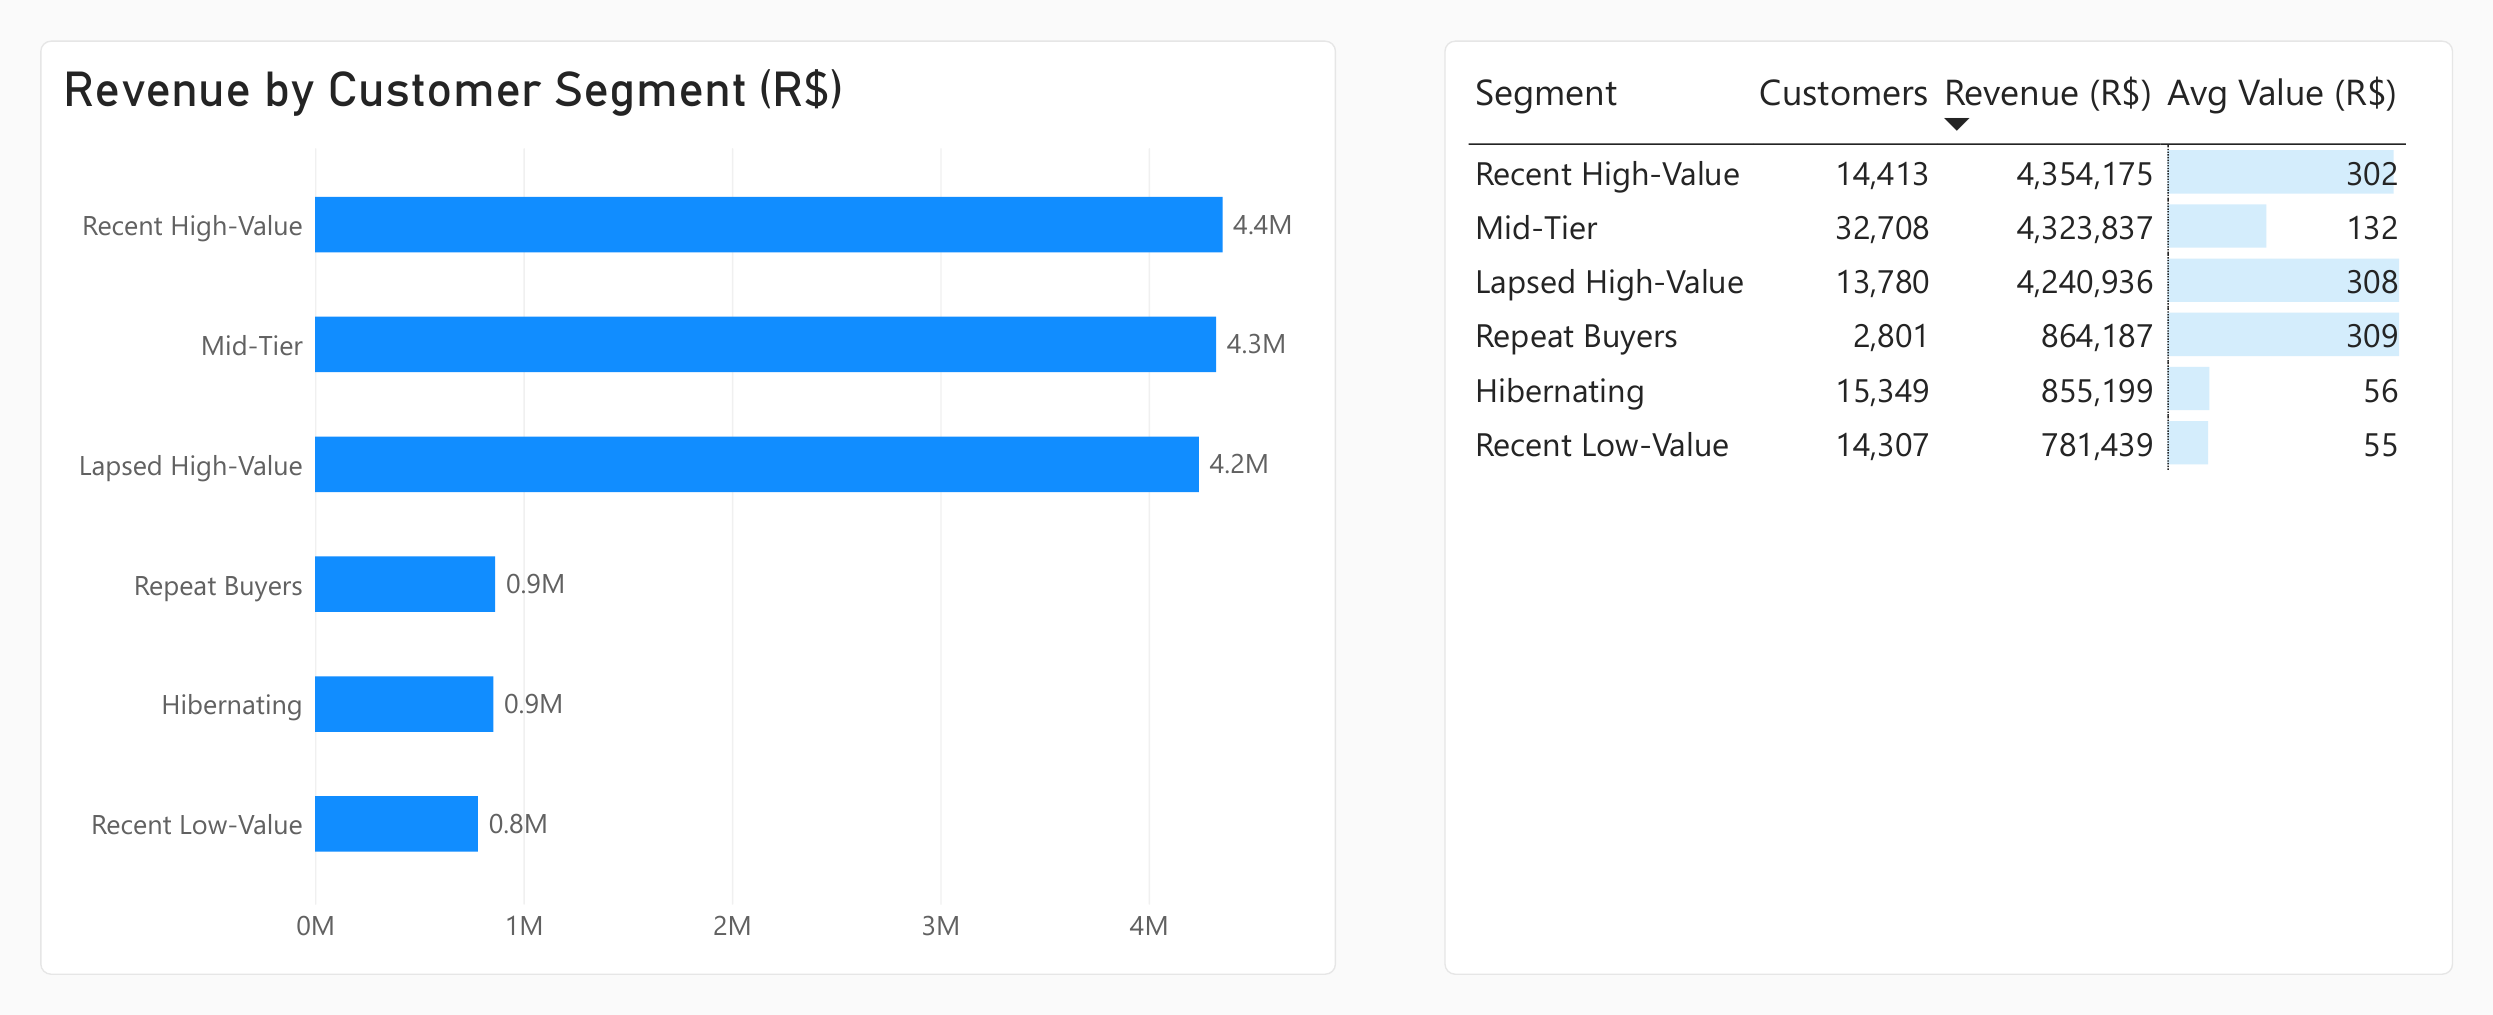 Revenue by Customer Segment (R$)
Recent High-Value 4.4M
Mid-Tier 4.3M
Lapsed High-Value 4.2M
Repeat Buyers 0.9M
Hibernating 0.9M
Recent Low-Value 0.8M
0M 1M 2M 3M 4M
Segment Customers Revenue (R$) Avg Value (R$)
Recent High-Value 14,413 4,354,175 302
Mid-Tier 32,708 4,323,837 132
Lapsed High-Value 13,780 4,240,936 308
Repeat Buyers 2,801 864,187 309
Hibernating 15,349 855,199 56
Recent Low-Value 14,307 781,439 55